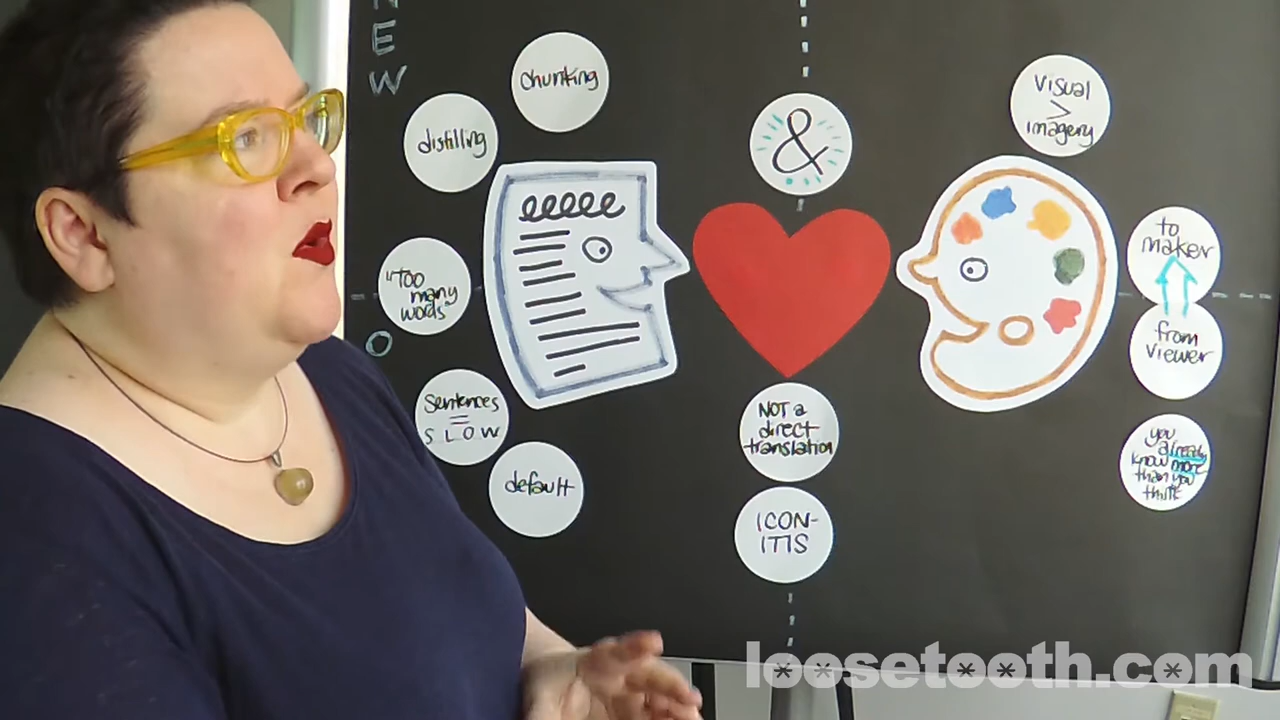 N
E
W
O
chunking
distilling
"Too
many
words"
Sentences
=
SLOW
default
&
NOT a
direct
translation
ICON-
ITIS
visual
>
imagery
to
maker
from
viewer
you
already
know more
than you
think
loosetooth.com